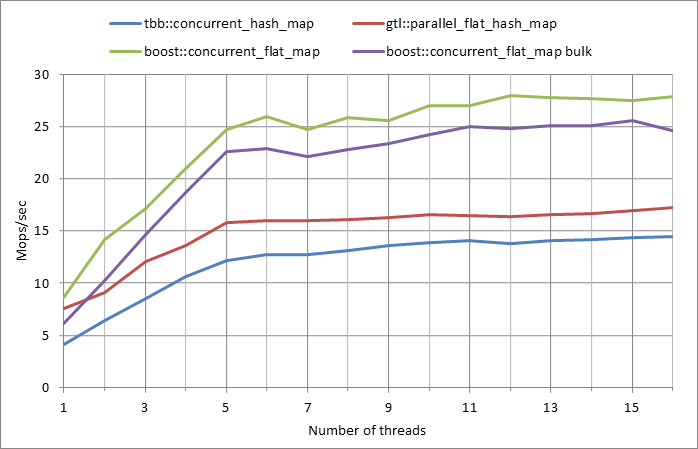 tbb::concurrent_hash_map gtl::parallel_flat_hash_map
boost::concurrent_flat_map boost::concurrent_flat_map bulk
30
25
20
15
10
5
0
Mops/sec
1 3 5 7 9 11 13 15
Number of threads